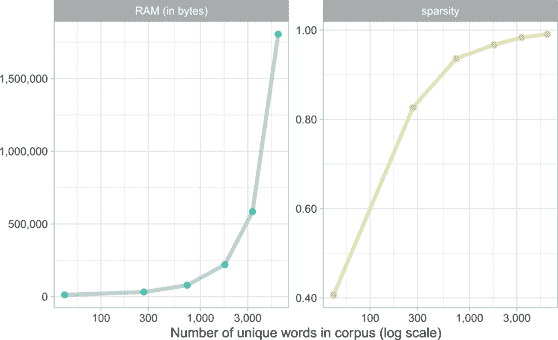 RAM (in bytes)
sparsity
1,500,000
1,000,000
500,000
0
1.00
0.80
0.60
0.40
100 300 1,000 3,000
100 300 1,000 3,000
Number of unique words in corpus (log scale)